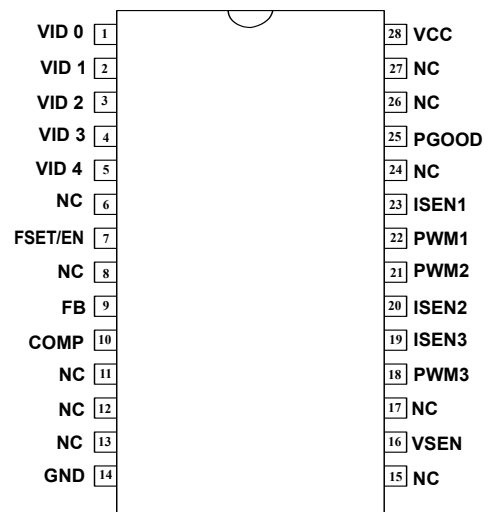 VID 0 1 28 VCC
VID 1 2 27 NC
VID 2 3 26 NC
VID 3 4 25 PGOOD
VID 4 5 24 NC
NC 6 23 ISEN1
FSET/EN 7 22 PWM1
NC 8 21 PWM2
FB 9 20 ISEN2
COMP 10 19 ISEN3
NC 11 18 PWM3
NC 12 17 NC
NC 13 16 VSEN
GND 14 15 NC